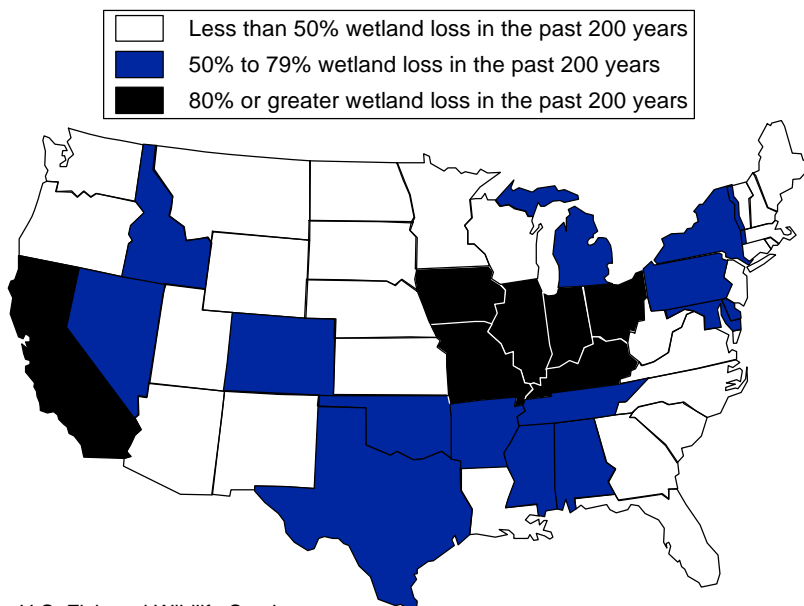 Less than 50% wetland loss in the past 200 years
50% to 79% wetland loss in the past 200 years
80% or greater wetland loss in the past 200 years